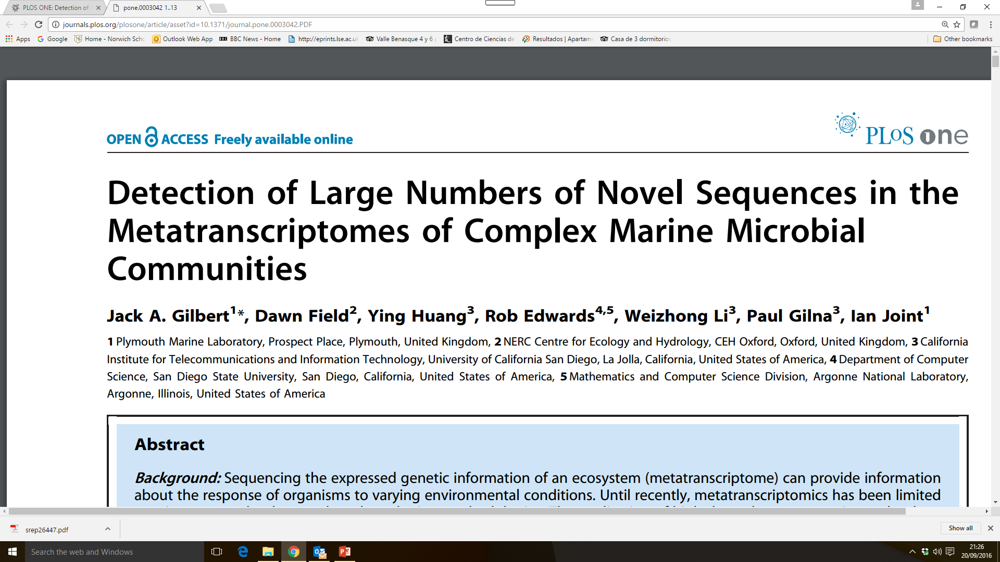 PLOS ONE: Detection of
pone.0003042 1..13
journals.plos.org/plosone/article/asset?id=10.1371/journal.pone.0003042.PDF
Apps Google Home - Norwich Scho Outlook Web App BBC BBC News - Home http://eprints.lse.ac.uk Valle Benasque 4 y 6 Centro de Ciencias de Resultados | Apartam Casa de 3 dormitorios Other bookmarks
OPEN ACCESS Freely available online
PLoS one
Detection of Large Numbers of Novel Sequences in the
Metatranscriptomes of Complex Marine Microbial
Communities
Jack A. Gilbert1*, Dawn Field2, Ying Huang3, Rob Edwards4,5, Weizhong Li3, Paul Gilna3, Ian Joint1
1 Plymouth Marine Laboratory, Prospect Place, Plymouth, United Kingdom, 2 NERC Centre for Ecology and Hydrology, CEH Oxford, Oxford, United Kingdom, 3 California
Institute for Telecommunications and Information Technology, University of California San Diego, La Jolla, California, United States of America, 4 Department of Computer
Science, San Diego State University, San Diego, California, United States of America, 5 Mathematics and Computer Science Division, Argonne National Laboratory,
Argonne, Illinois, United States of America
Abstract
Background: Sequencing the expressed genetic information of an ecosystem (metatranscriptome) can provide information
about the response of organisms to varying environmental conditions. Until recently, metatranscriptomics has been limited
srep26447.pdf
Show all
Search the web and Windows
21:26
20/09/2016